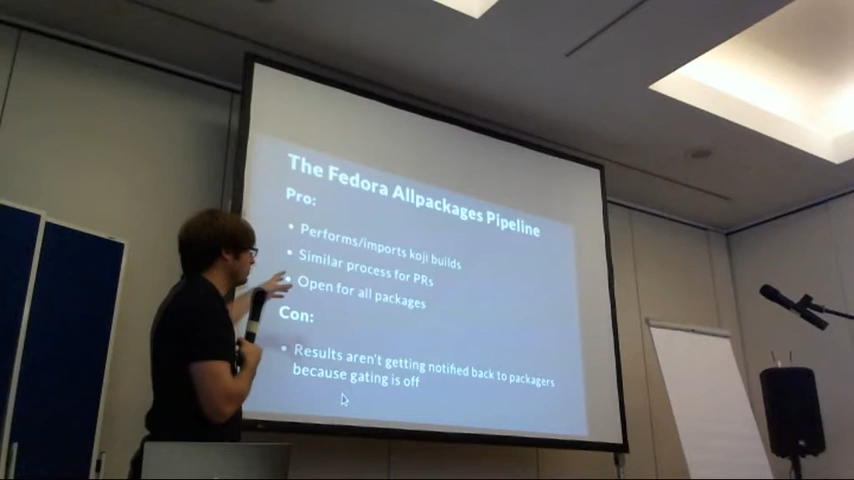 The Fedora Allpackages Pipeline
Pro:
• Performs/imports koji builds
• Similar process for PRs
• Open for all packages
Con:
• Results aren't getting notified back to packagers
because gating is off